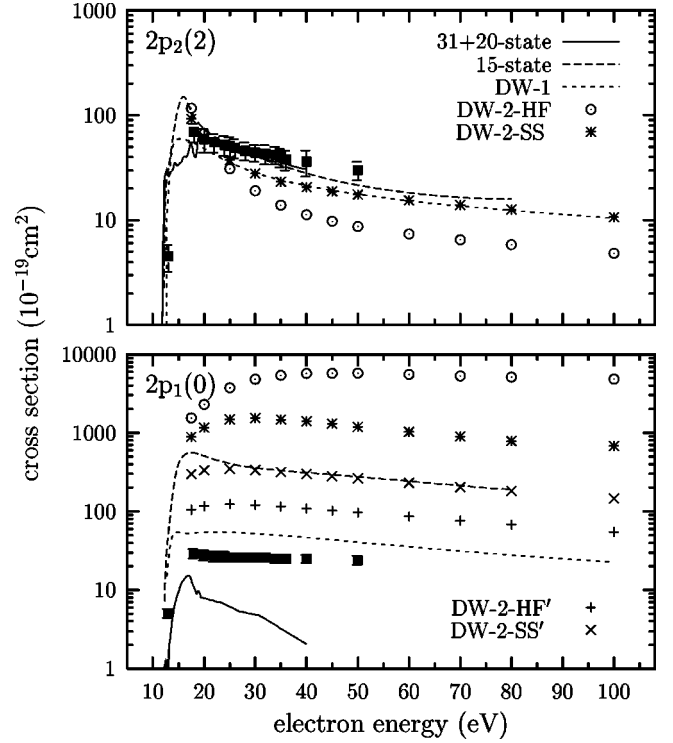 1000
2p₂(2)
31+20-state
15-state
DW-1
DW-2-HF
DW-2-SS
100
10
1
cross section (10⁻¹⁹cm²)
10000
2p₁(0)
1000
100
10
DW-2-HF′
DW-2-SS′
1
10 20 30 40 50 60 70 80 90 100
electron energy (eV)